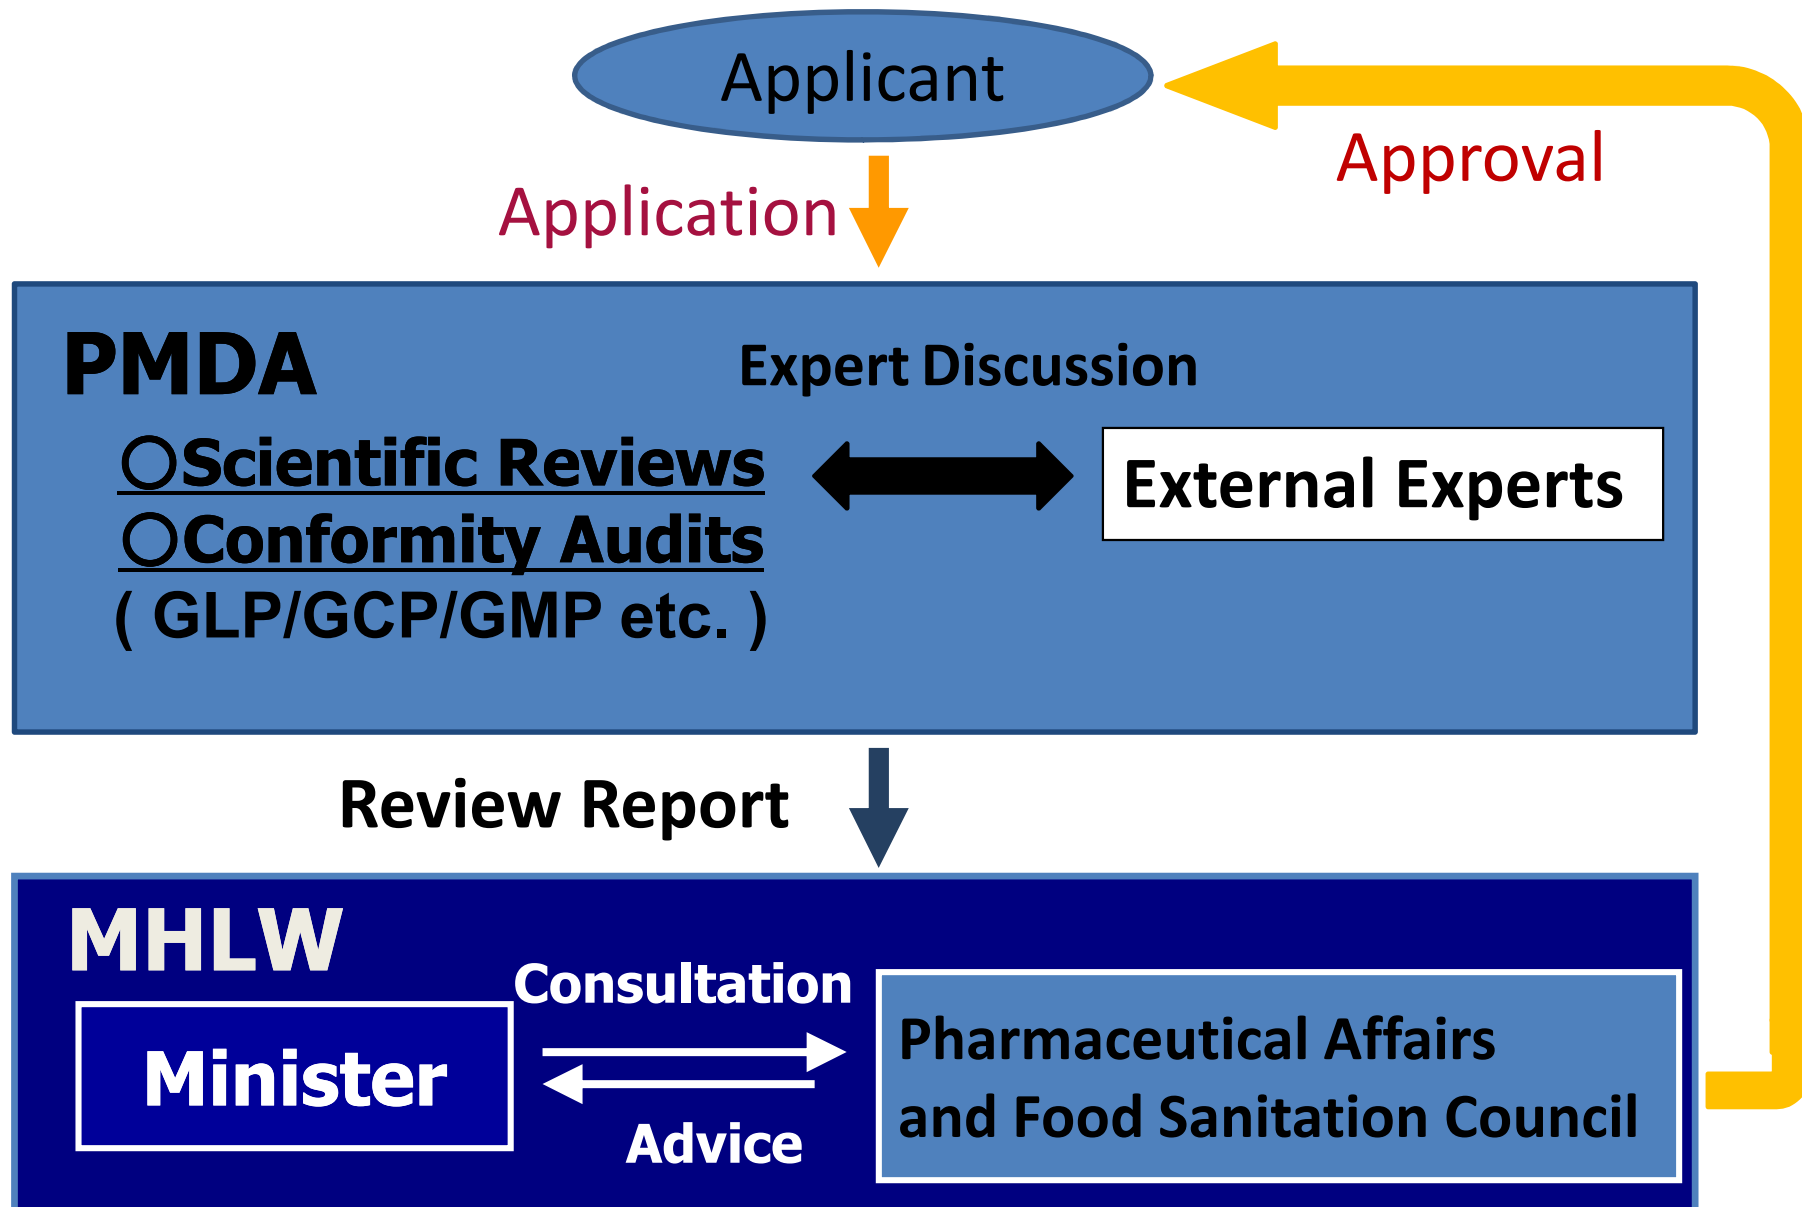 Applicant
Approval
Application
PMDA
Expert Discussion
○Scientific Reviews
External Experts
○Conformity Audits
( GLP/GCP/GMP etc. )
Review Report
MHLW
Consultation
Minister
Pharmaceutical Affairs
and Food Sanitation Council
Advice